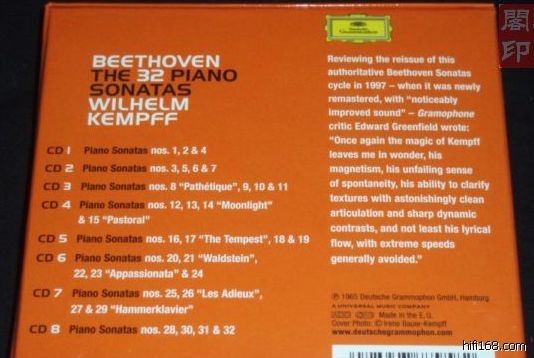 Deutsche
Grammophon
閣
印
BEETHOVEN
THE 32 PIANO
SONATAS
WILHELM
KEMPFF
CD 1 Piano Sonatas nos. 1, 2 & 4
CD 2 Piano Sonatas nos. 3, 5, 6 & 7
CD 3 Piano Sonatas nos. 8 “Pathétique”, 9, 10 & 11
CD 4 Piano Sonatas nos. 12, 13, 14 “Moonlight”
& 15 “Pastoral”
CD 5 Piano Sonatas nos. 16, 17 “The Tempest”, 18 & 19
CD 6 Piano Sonatas nos. 20, 21 “Waldstein”,
22, 23 “Appassionata” & 24
CD 7 Piano Sonatas nos. 25, 26 “Les Adieux”,
27 & 29 “Hammerklavier”
CD 8 Piano Sonatas nos. 28, 30, 31 & 32
Reviewing the reissue of this
authoritative Beethoven Sonatas
cycle in 1997 – when it was newly
remastered, with “noticeably
improved sound” – Gramophone
critic Edward Greenfield wrote:
“Once again the magic of Kempff
leaves me in wonder, his
magnetism, his unfailing sense
of spontaneity, his ability to clarify
textures with astonishingly clean
articulation and sharp dynamic
contrasts, and not least his lyrical
flow, with extreme speeds
generally avoided.”
℗ 1965 Deutsche Grammophon GmbH, Hamburg
A UNIVERSAL MUSIC COMPANY
Made in the E.U.
Cover Photo: © Irene Bauer-Kempff
www.deutschegrammophon.com
hifi168.com